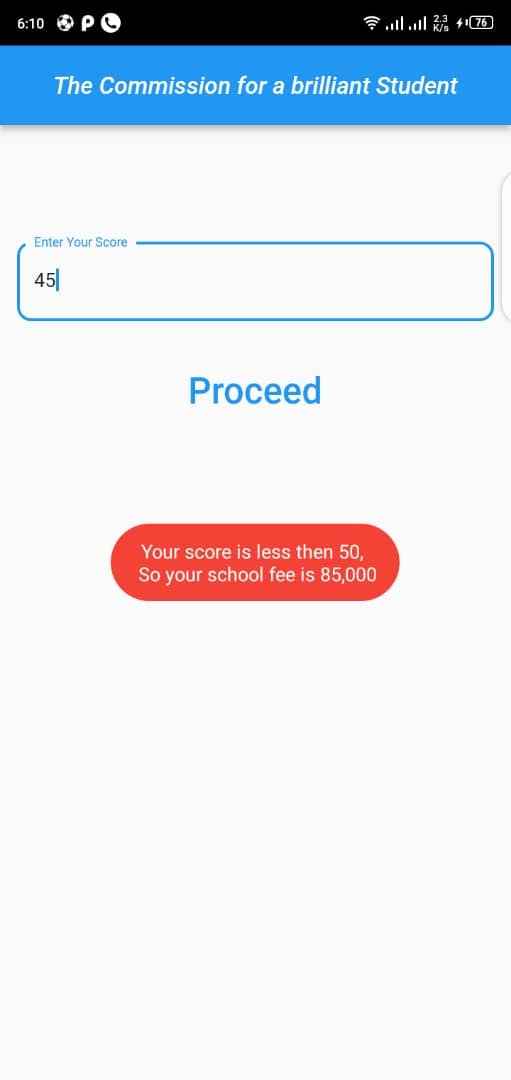 6:10
2.3
K/s
76
The Commission for a brilliant Student
Enter Your Score
45
Proceed
Your score is less then 50,
So your school fee is 85,000